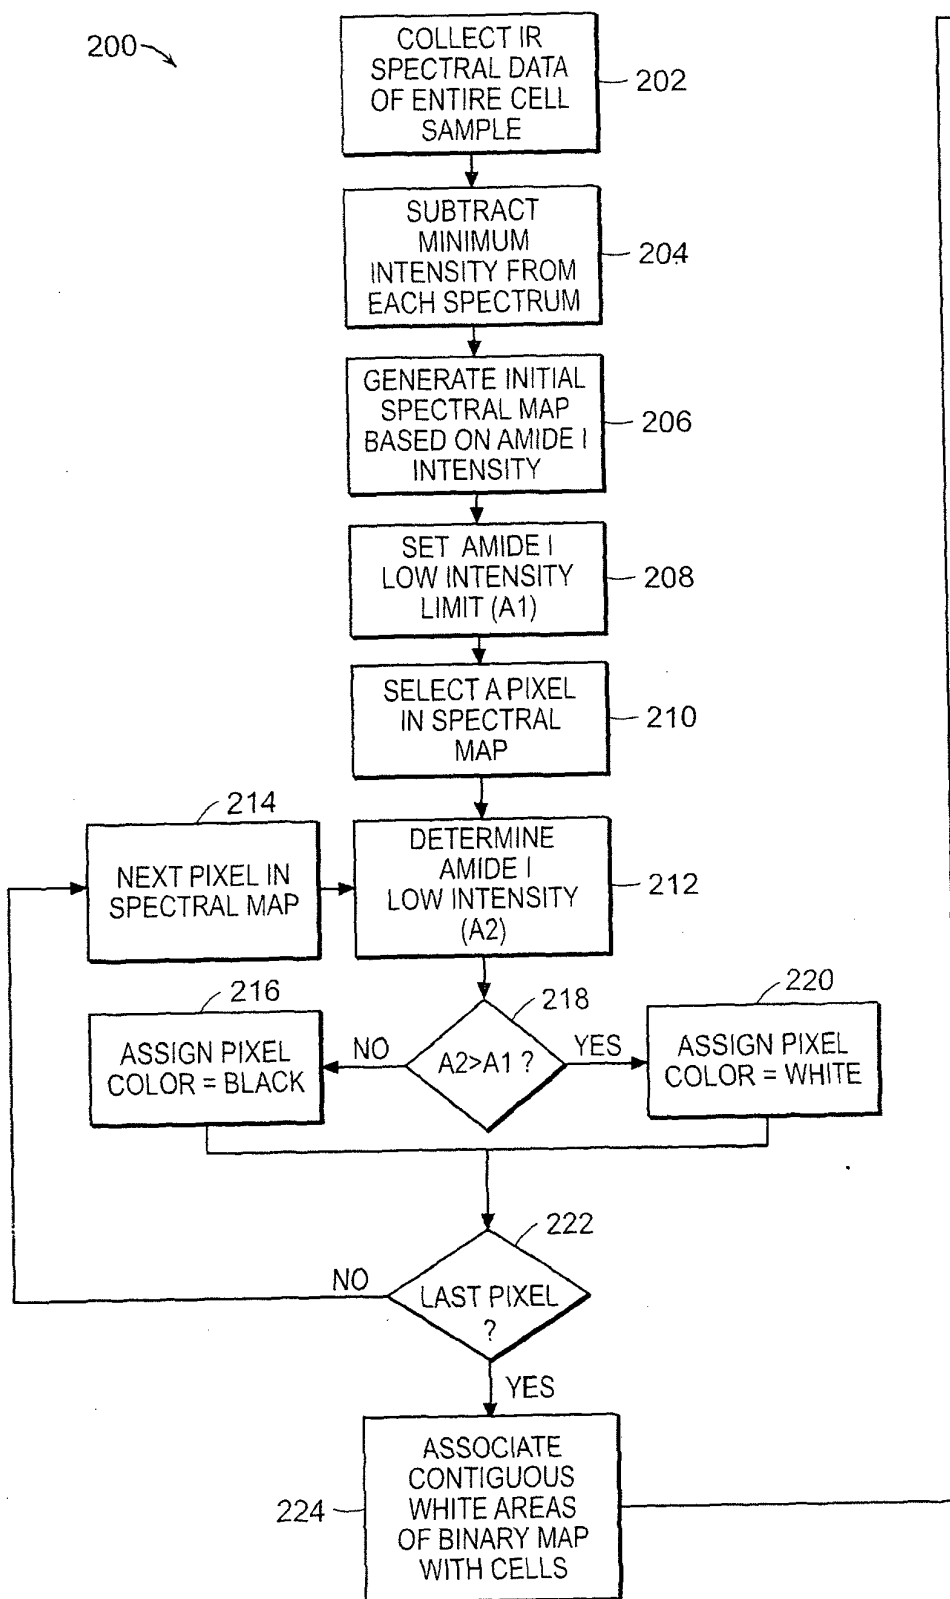 200
COLLECT IR
SPECTRAL DATA
OF ENTIRE CELL
SAMPLE
202
SUBTRACT
MINIMUM
INTENSITY FROM
EACH SPECTRUM
204
GENERATE INITIAL
SPECTRAL MAP
BASED ON AMIDE I
INTENSITY
206
SET AMIDE I
LOW INTENSITY
LIMIT (A1)
208
SELECT A PIXEL
IN SPECTRAL
MAP
210
214
NEXT PIXEL IN
SPECTRAL MAP
DETERMINE
AMIDE I
LOW INTENSITY
(A2)
212
216
ASSIGN PIXEL
COLOR = BLACK
NO
218
A2>A1 ?
YES
220
ASSIGN PIXEL
COLOR = WHITE
222
NO
LAST PIXEL
?
YES
224
ASSOCIATE
CONTIGUOUS
WHITE AREAS
OF BINARY MAP
WITH CELLS